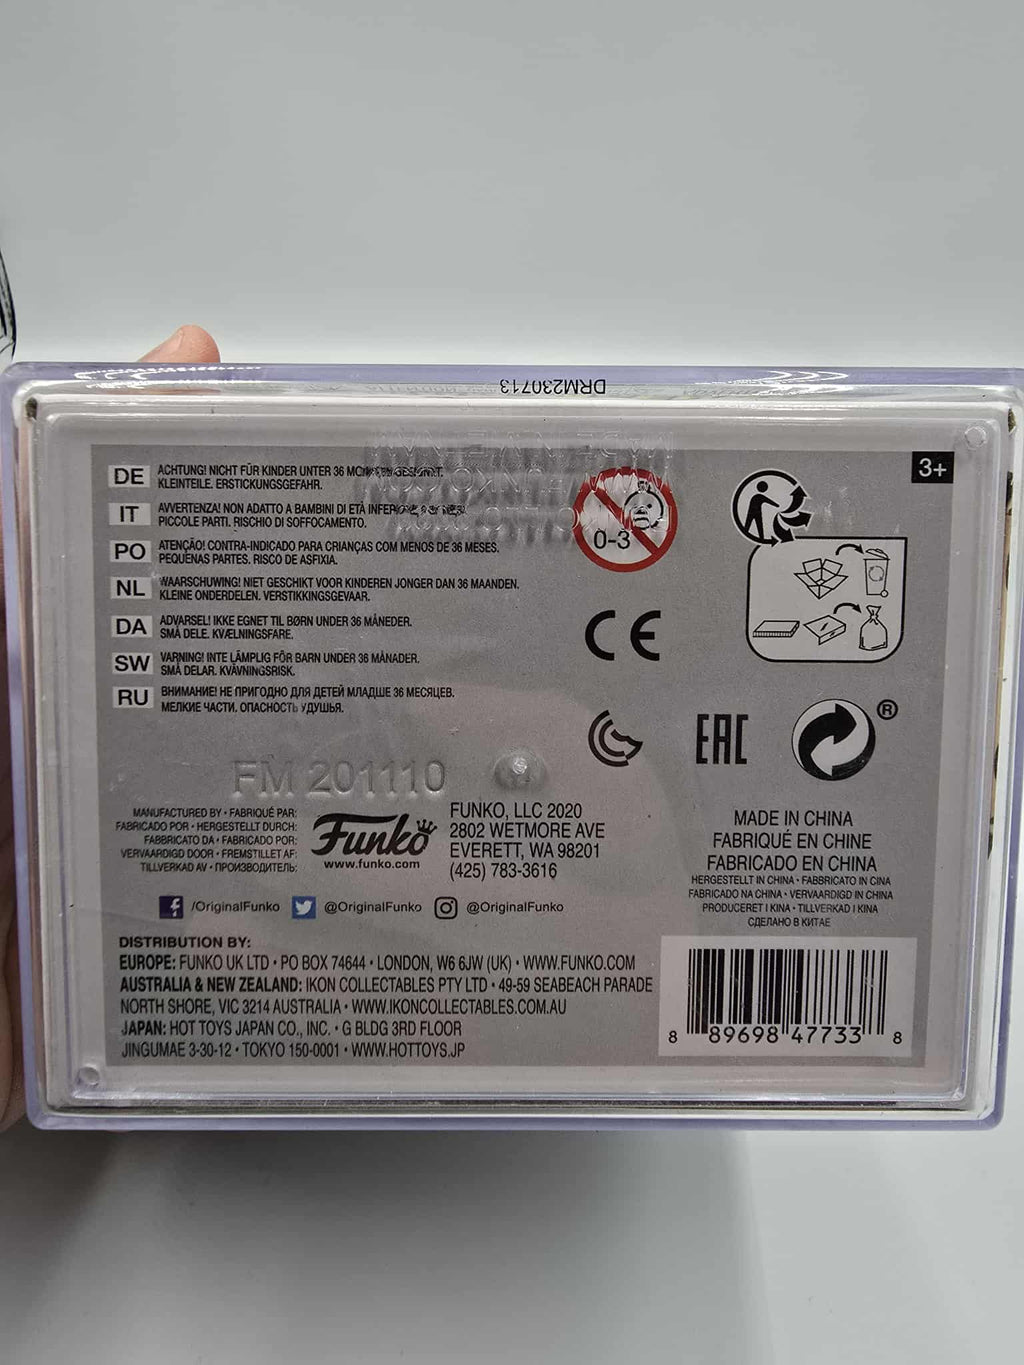 DRM230713
3+
DE ACHTUNG! NICHT FÜR KINDER UNTER 36
KLEINTEILE. ERSTICKUNGSGEFAHR.
IT AVVERTENZA! NON ADATTO A BAMBINI DI ETÀ
PICCOLE PARTI. RISCHIO DI SOFFOCAMENTO.
PO ATENÇÃO! CONTRA-INDICADO PARA CRIANÇAS COM MENOS DE 36 MESES.
PEQUENAS PARTES. RISCO DE ASFIXIA.
NL WAARSCHUWING! NIET GESCHIKT VOOR KINDEREN JONGER DAN 36 MAANDEN.
KLEINE ONDERDELEN. VERSTIKKINGSGEVAAR.
DA ADVARSEL! IKKE EGNET TIL BØRN UNDER 36 MÅNEDER.
SMÅ DELE. KVÆLNINGSFARE.
SW VARNING! INTE LÄMPLIG FÖR BARN UNDER 36 MÅNADER.
SMÅ DELAR. KVÄVNINGSRISK.
RU ВНИМАНИЕ! НЕ ПРИГОДНО ДЛЯ ДЕТЕЙ МЛАДШЕ 36 МЕСЯЦЕВ.
МЕЛКИЕ ЧАСТИ. ОПАСНОСТЬ УДУШЬЯ.
0-3
CE
EAC
®
FM 201110
MANUFACTURED BY • FABRIQUÉ PAR:
FABRICADO POR • HERGESTELLT DURCH:
FABBRICATO DA • FABRICADO POR:
VERVAARDIGD DOOR • FREMSTILLET AF:
TILLVERKAD AV • ПРОИЗВОДИТЕЛЬ:
Funko
www.funko.com
FUNKO, LLC 2020
2802 WETMORE AVE
EVERETT, WA 98201
(425) 783-3616
MADE IN CHINA
FABRIQUÉ EN CHINE
FABRICADO EN CHINA
HERGESTELLT IN CHINA • FABBRICATO IN CINA
FABRICADO NA CHINA • VERVAARDIGD IN CHINA
PRODUCERET I KINA • TILLVERKAD I KINA
СДЕЛАНО В КИТАЕ
/OriginalFunko @OriginalFunko @OriginalFunko
DISTRIBUTION BY:
EUROPE: FUNKO UK LTD • PO BOX 74644 • LONDON, W6 6JW (UK) • WWW.FUNKO.COM
AUSTRALIA & NEW ZEALAND: IKON COLLECTABLES PTY LTD • 49-59 SEABEACH PARADE
NORTH SHORE, VIC 3214 AUSTRALIA • WWW.IKONCOLLECTABLES.COM.AU
JAPAN: HOT TOYS JAPAN CO., INC. • G BLDG 3RD FLOOR
JINGUMAE 3-30-12 • TOKYO 150-0001 • WWW.HOTTOYS.JP
8 89698 47733 8